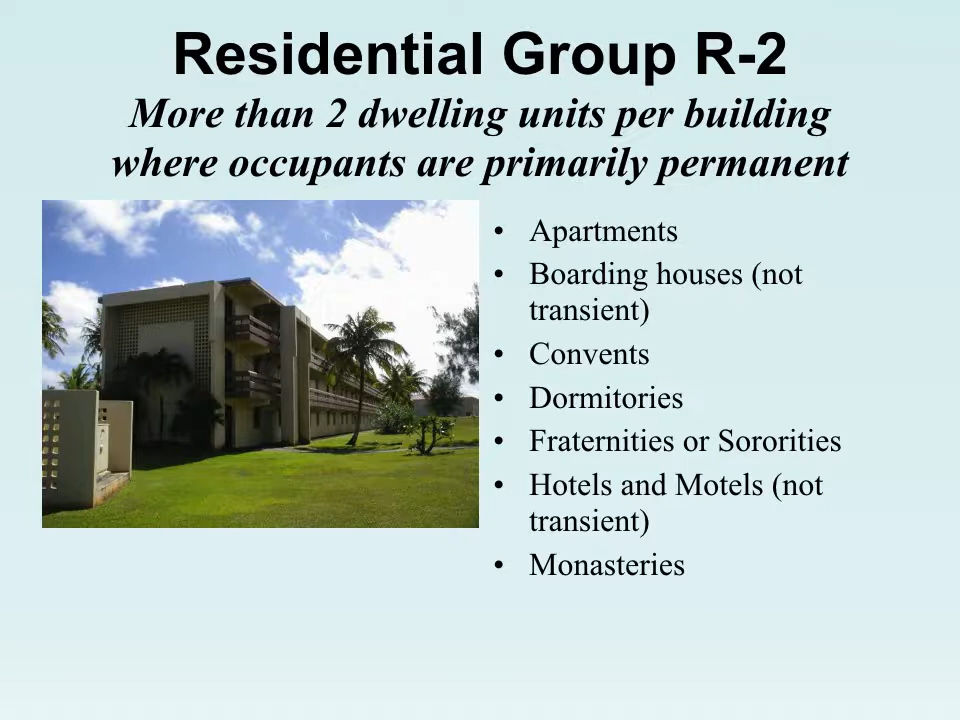 Residential Group R-2
More than 2 dwelling units per building
where occupants are primarily permanent
• Apartments
• Boarding houses (not
transient)
• Convents
• Dormitories
• Fraternities or Sororities
• Hotels and Motels (not
transient)
• Monasteries